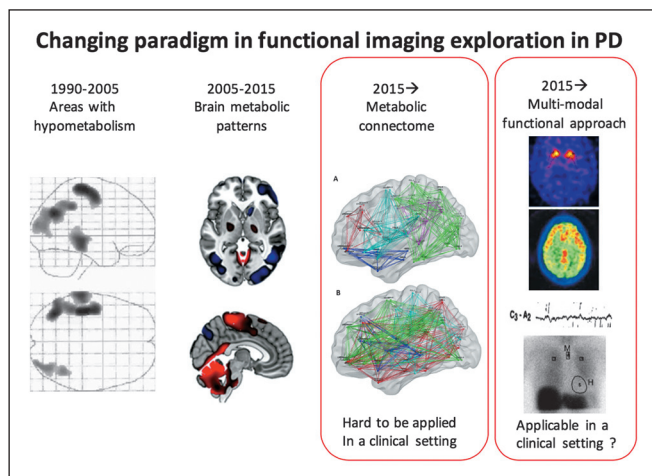 Changing paradigm in functional imaging exploration in PD
1990-2005
Areas with
hypometabolism
2005-2015
Brain metabolic
patterns
2015→
Metabolic
connectome
2015→
Multi-modal
functional approach
A
B
C3-A2
M
H
Hard to be applied
In a clinical setting
Applicable in a
clinical setting ?